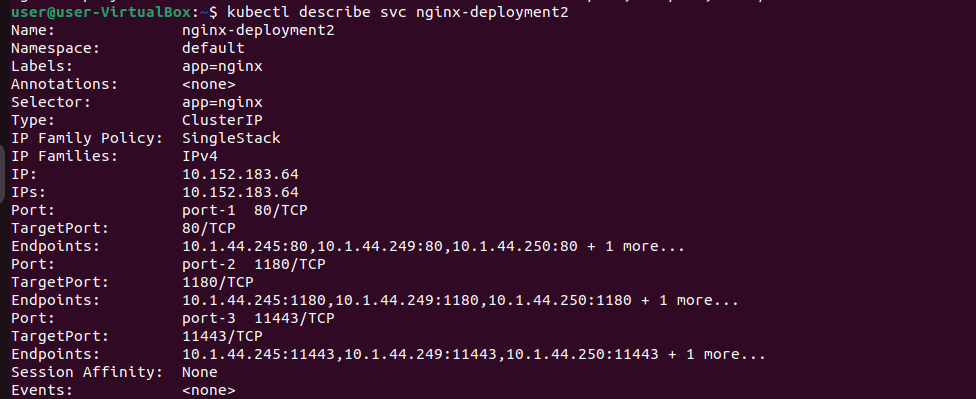 user@user-VirtualBox:~$ kubectl describe svc nginx-deployment2
Name:              nginx-deployment2
Namespace:         default
Labels:            app=nginx
Annotations:       <none>
Selector:          app=nginx
Type:              ClusterIP
IP Family Policy:  SingleStack
IP Families:       IPv4
IP:                10.152.183.64
IPs:               10.152.183.64
Port:              port-1  80/TCP
TargetPort:        80/TCP
Endpoints:         10.1.44.245:80,10.1.44.249:80,10.1.44.250:80 + 1 more...
Port:              port-2  1180/TCP
TargetPort:        1180/TCP
Endpoints:         10.1.44.245:1180,10.1.44.249:1180,10.1.44.250:1180 + 1 more...
Port:              port-3  11443/TCP
TargetPort:        11443/TCP
Endpoints:         10.1.44.245:11443,10.1.44.249:11443,10.1.44.250:11443 + 1 more...
Session Affinity:  None
Events:            <none>